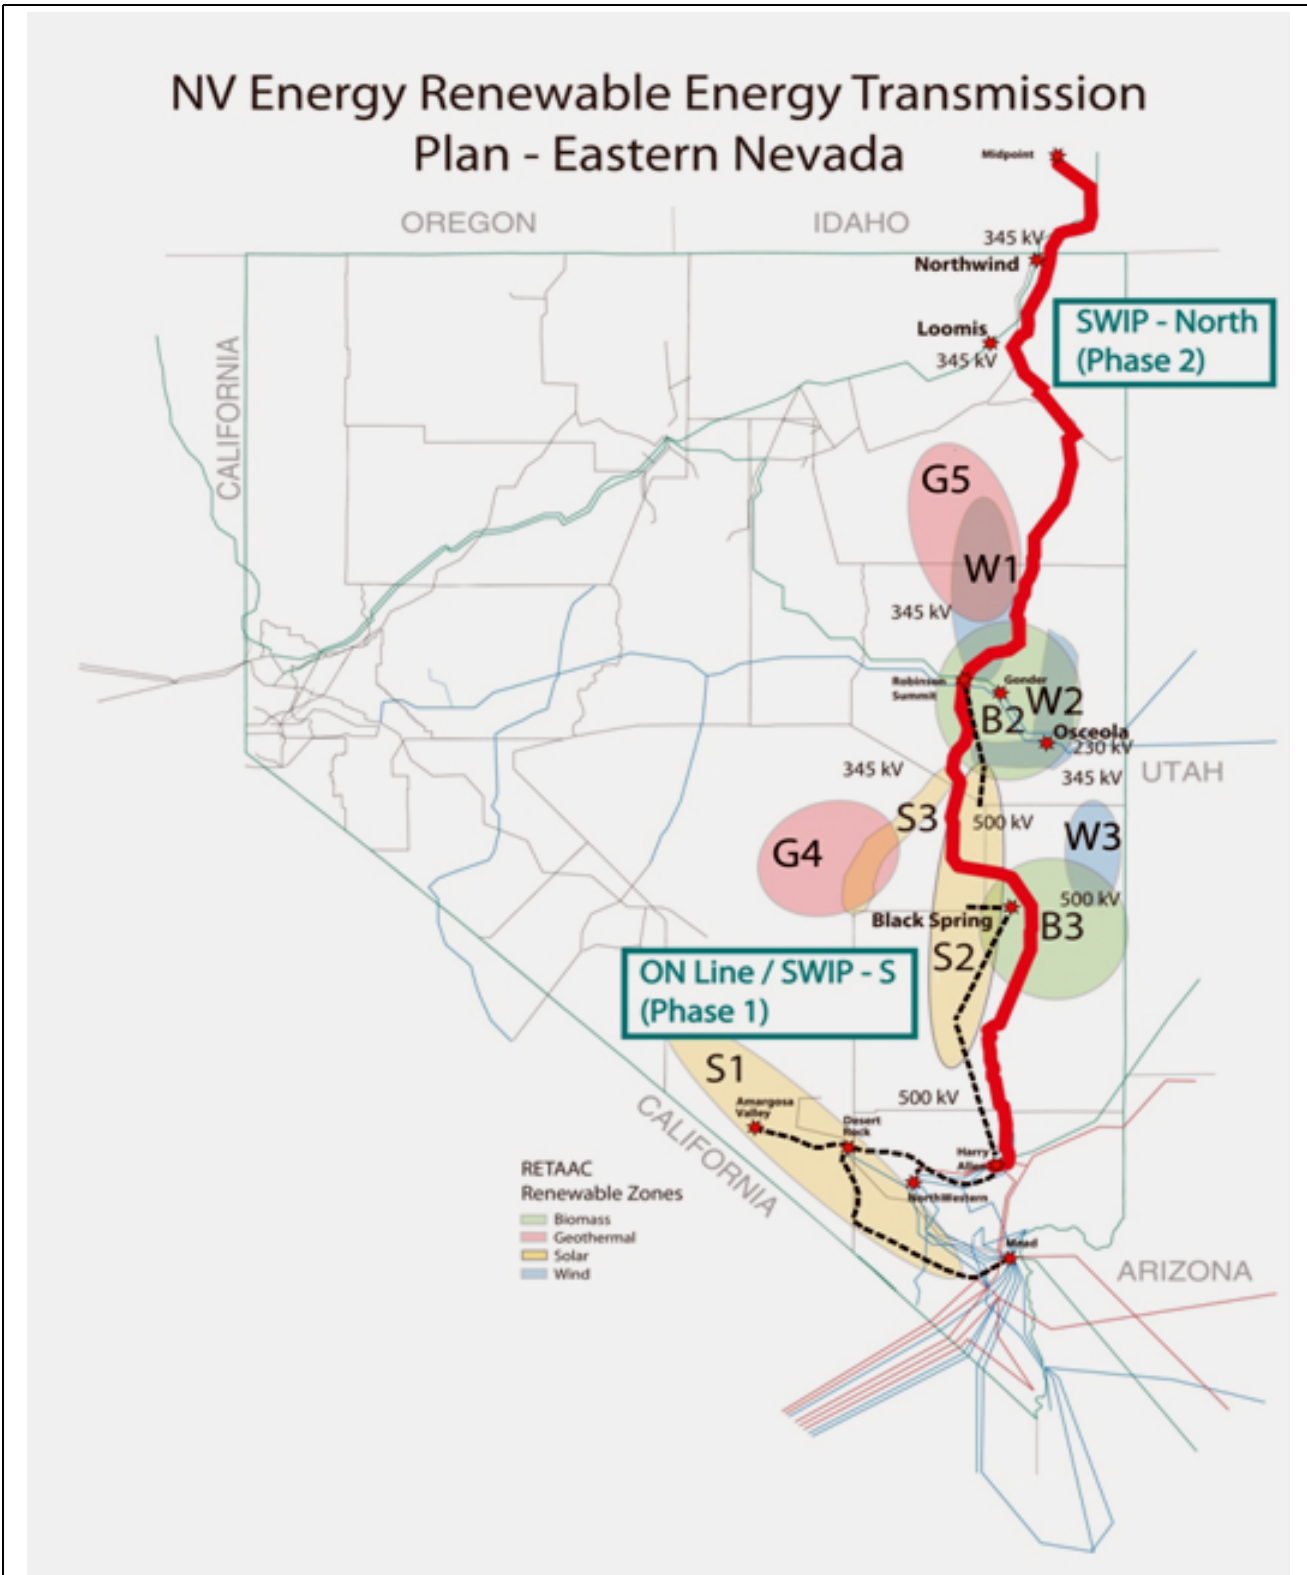 NV Energy Renewable Energy Transmission
Plan - Eastern Nevada
Midpoint
OREGON
IDAHO
345 kV
Northwind
CALIFORNIA
SWIP - North
(Phase 2)
Loomis
345 kV
G5
W1
345 kV
Robinson
Summit
Gonder
W2
B2
Osceola
230 kV
345 kV
345 kV
UTAH
S3
500 kV
W3
G4
500 kV
Black Spring
B3
S2
ON Line / SWIP - S
(Phase 1)
S1
500 kV
Amargosa
Valley
Desert
Rock
CALIFORNIA
Harry
Allen
NorthWestern
RETAAC
Renewable Zones
Biomass
Geothermal
Solar
Wind
Mead
ARIZONA